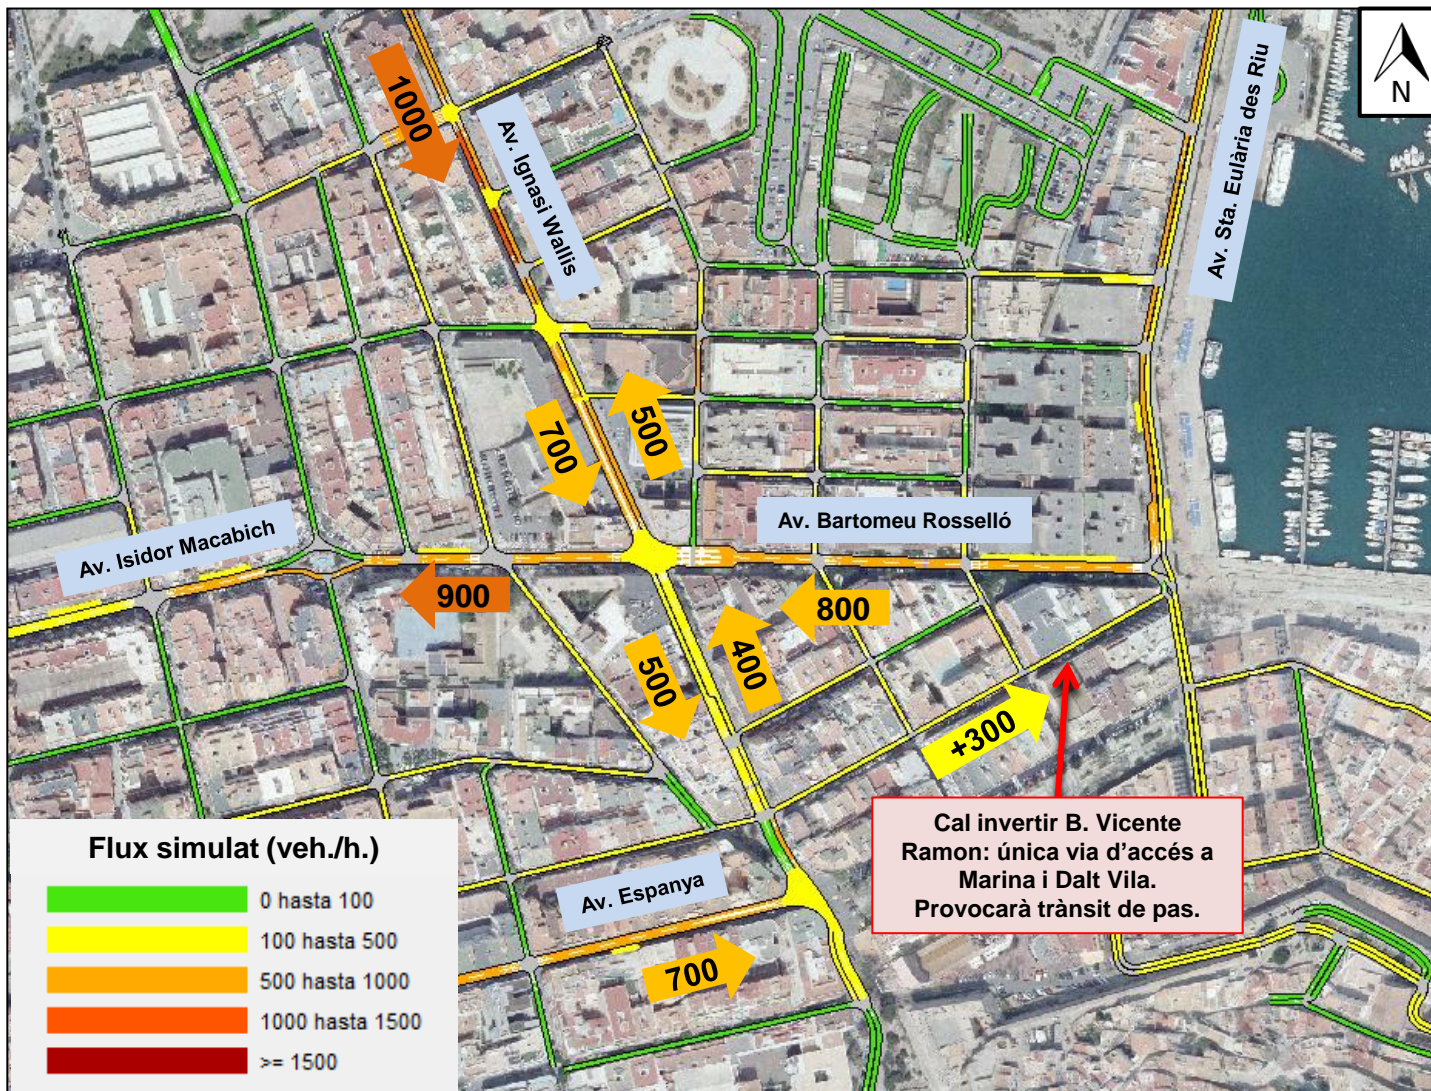 N
Av. Sta. Eulària des Riu
1000
Av. Ignasi Wallis
500
700
Av. Bartomeu Rosselló
Av. Isidor Macabich
900
800
400
500
+300
Cal invertir B. Vicente
Ramon: única via d'accés a
Marina i Dalt Vila.
Provocarà trànsit de pas.
Av. Espanya
700
Flux simulat (veh./h.)
0 hasta 100
100 hasta 500
500 hasta 1000
1000 hasta 1500
>= 1500